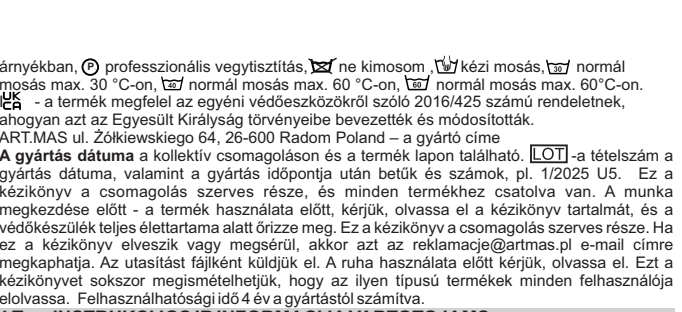 árnyékban, Ⓟ professzionális vegytisztítás, ne kimosom , kézi mosás, 30 normál
mosás max. 30 °C-on, 40 normál mosás max. 60 °C-on, 60 normál mosás max. 60°C-on.
UK CA - a termék megfelel az egyéni védőeszközökről szóló 2016/425 számú rendeletnek,
ahogyan azt az Egyesült Királyság törvényeibe bevezették és módosították.
ART.MAS ul. Żółkiewskiego 64, 26-600 Radom Poland – a gyártó címe
A gyártás dátuma a kollektív csomagoláson és a termék lapon található. LOT -a tételszám a
gyártás dátuma, valamint a gyártás időpontja után betűk és számok, pl. 1/2025 U5. Ez a
kézikönyv a csomagolás szerves része, és minden termékhez csatolva van. A munka
megkezdése előtt - a termék használata előtt, kérjük, olvassa el a kézikönyv tartalmát, és a
védőkészülék teljes élettartama alatt őrizze meg. Ez a kézikönyv a csomagolás szerves része. Ha
ez a kézikönyv elveszik vagy megsérül, akkor azt az reklamacje@artmas.pl e-mail címre
megkaphatja. Az utasítást fájlként küldjük el. A ruha használata előtt kérjük, olvassa el. Ezt a
kézikönyvet sokszor megismételhetjük, hogy az ilyen típusú termékek minden felhasználója
elolvassa. Felhasználhatósági idő 4 év a gyártástól számítva.